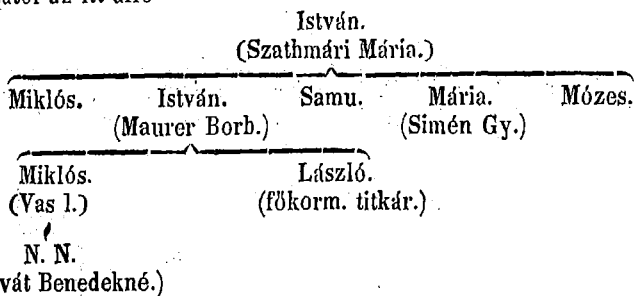 István.
(Szathmári Mária.)
Miklós. István. Samu. Mária. Mózes.
(Maurer Borb.) (Simén Gy.)
Miklós. László.
(Vas l.) (főkorm. titkár.)
N. N.
vát Benedekné.)